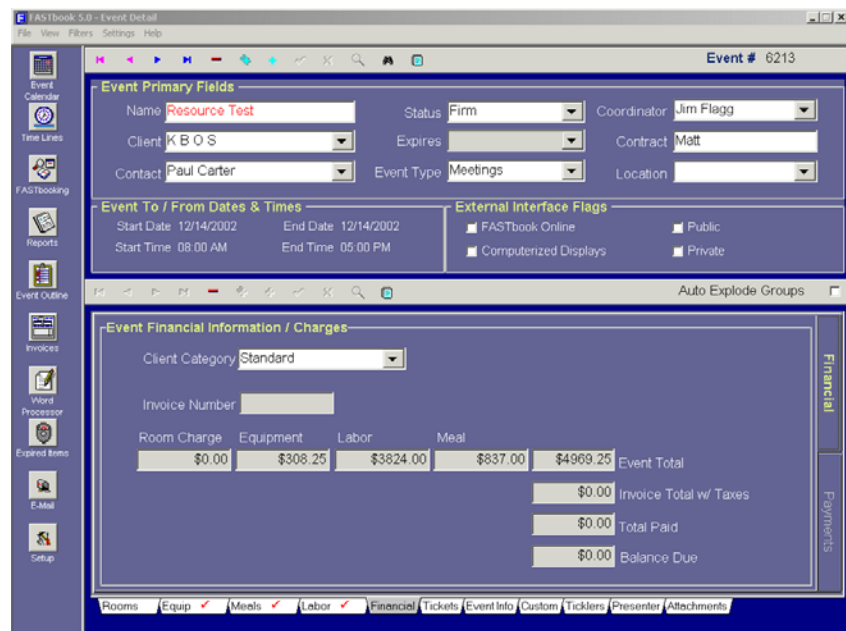 FASTbook 5.0 - Event Detail
File View Filters Settings Help
Event # 6213
Event Calendar
Time Lines
FASTbooking
Reports
Event Outline
Invoices
Word Processor
Expired Items
E-Mail
Setup
Event Primary Fields
Name Resource Test Status Firm Coordinator Jim Flagg
Client K B O S Expires Contract Matt
Contact Paul Carter Event Type Meetings Location
Event To / From Dates & Times
Start Date 12/14/2002 End Date 12/14/2002
Start Time 08:00 AM End Time 05:00 PM
External Interface Flags
FASTbook Online Public
Computerized Displays Private
Auto Explode Groups
Event Financial Information / Charges
Client Category Standard
Invoice Number
Room Charge Equipment Labor Meal
$0.00 $308.25 $3824.00 $837.00 $4969.25 Event Total
$0.00 Invoice Total w/ Taxes
$0.00 Total Paid
$0.00 Balance Due
Financial
Payments
Rooms Equip Meals Labor Financial Tickets Event Info Custom Ticklers Presenter Attachments